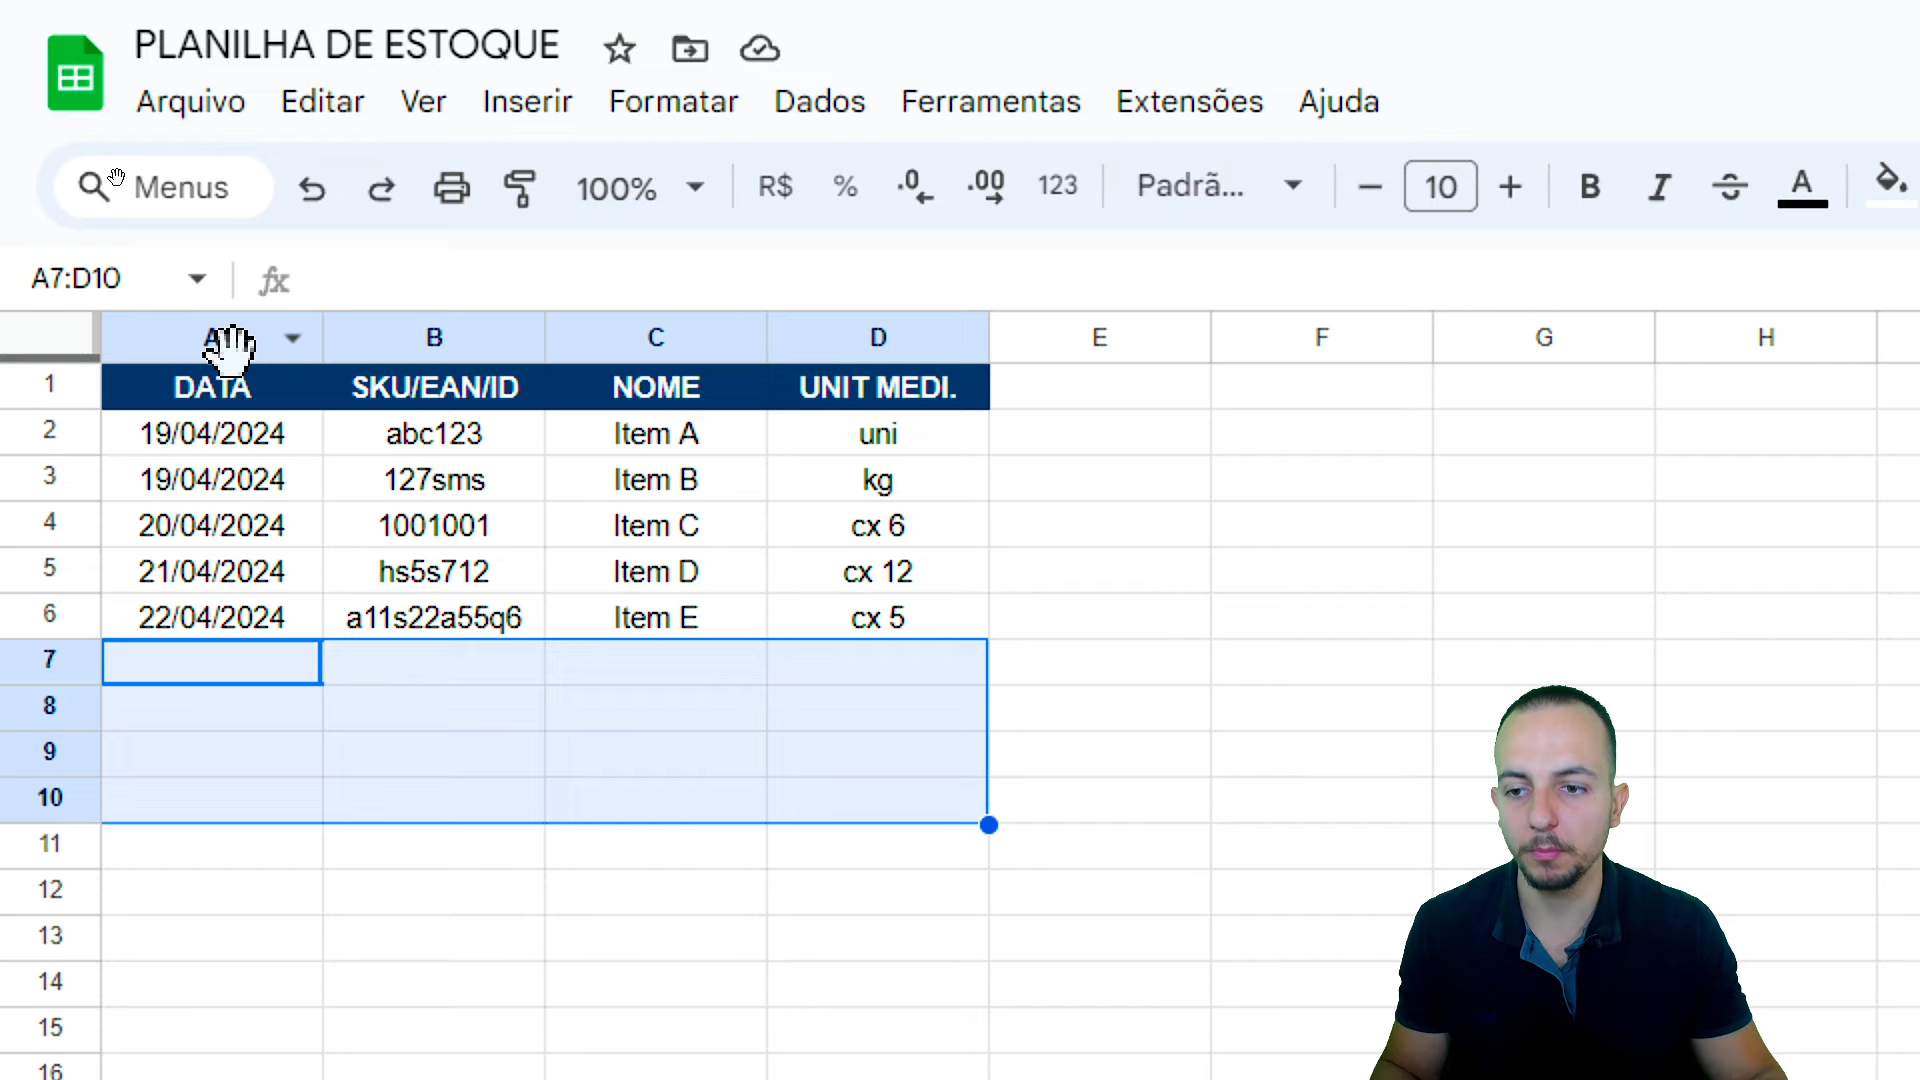 PLANILHA DE ESTOQUE
Arquivo Editar Ver Inserir Formatar Dados Ferramentas Extensões Ajuda
Menus 100% R$ % .0 .00 123 Padrã... 10 B I S A
A7:D10 fx
A B C D E F G H
1 DATA SKU/EAN/ID NOME UNIT MEDI.
2 19/04/2024 abc123 Item A uni
3 19/04/2024 127sms Item B kg
4 20/04/2024 1001001 Item C cx 6
5 21/04/2024 hs5s712 Item D cx 12
6 22/04/2024 a11s22a55q6 Item E cx 5
7
8
9
10
11
12
13
14
15
16